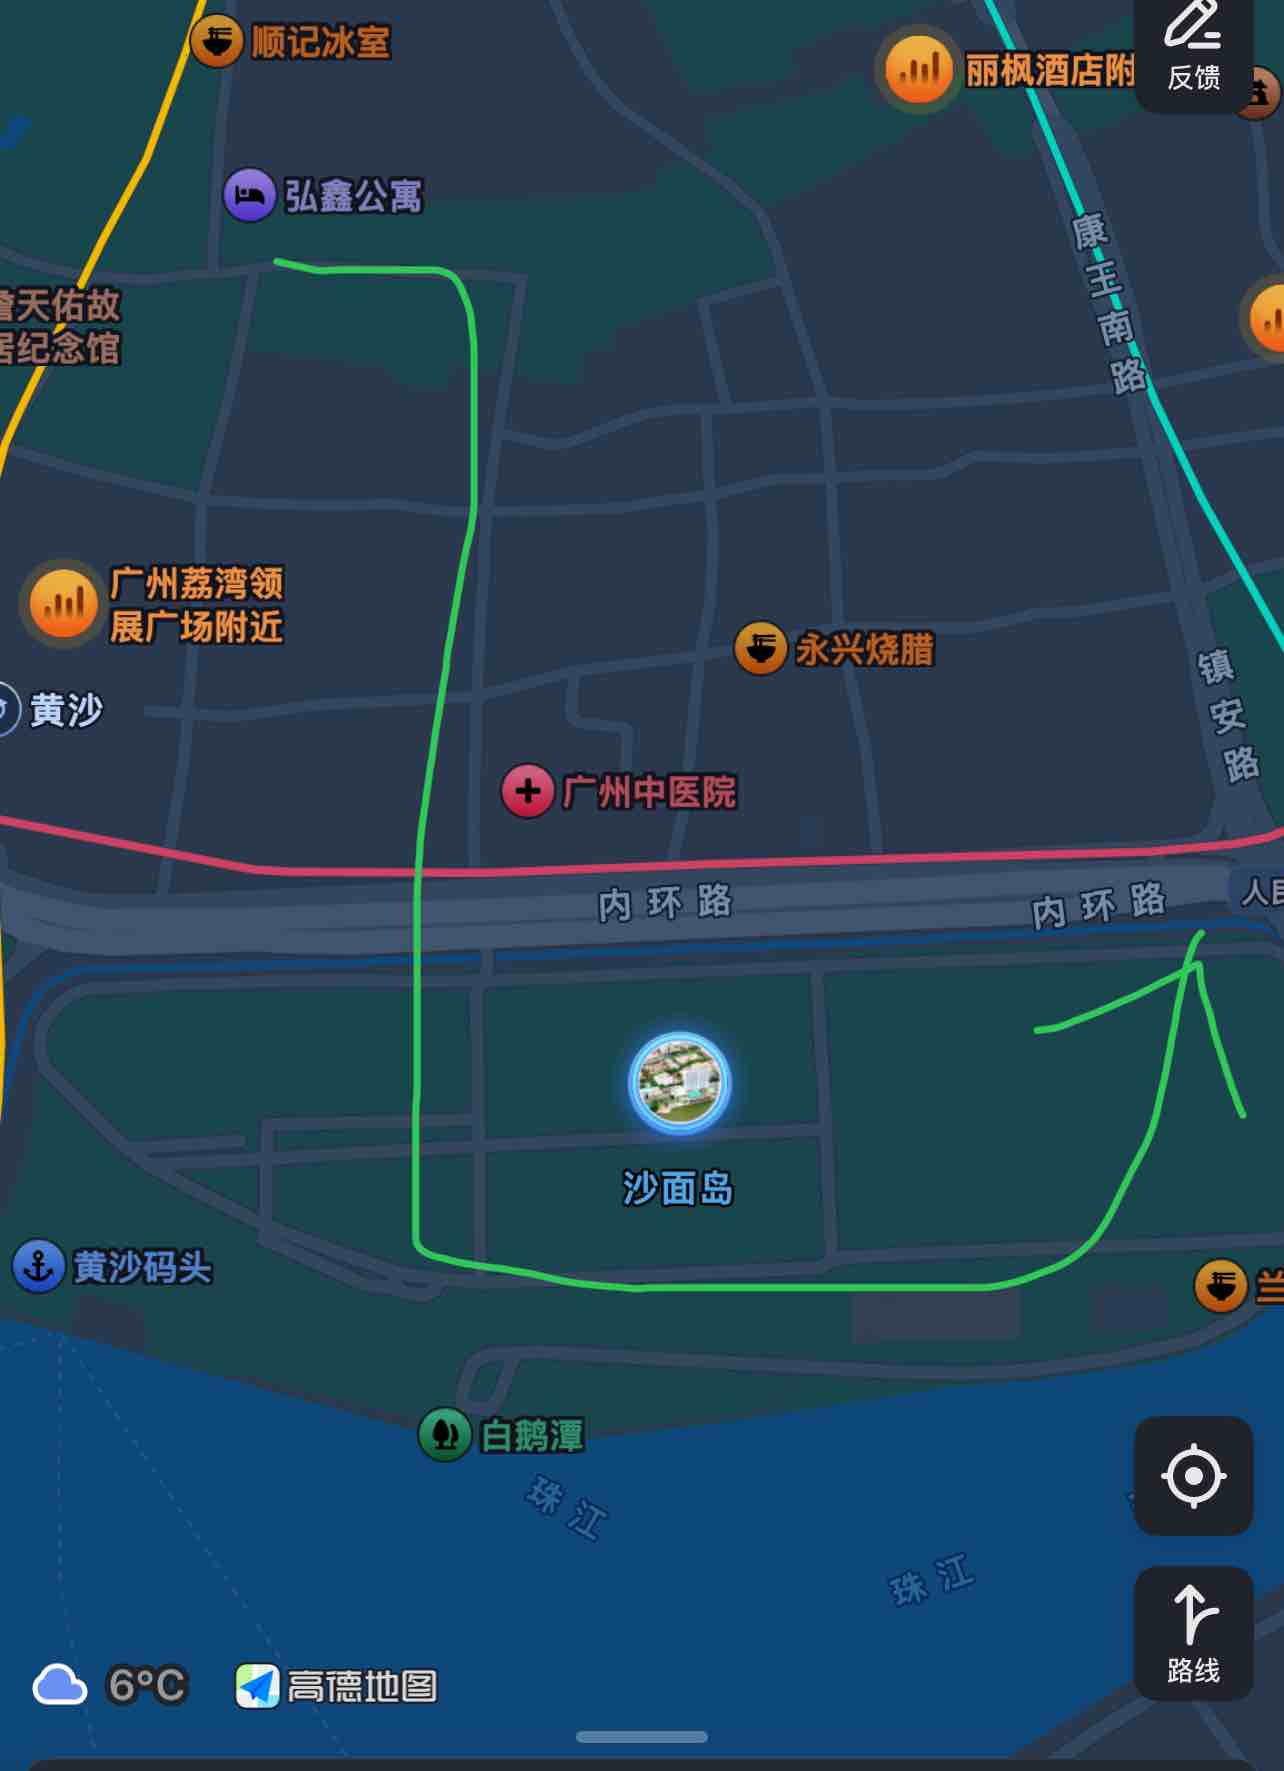 顺记冰室
丽枫酒店附
反馈
弘鑫公寓
康王南路
詹天佑故
居纪念馆
广州荔湾领
展广场附近
永兴烧腊
黄沙
镇安路
广州中医院
内环路
内环路
人民
沙面岛
黄沙码头
兰
白鹅潭
珠江
珠江
路线
6°C
高德地图